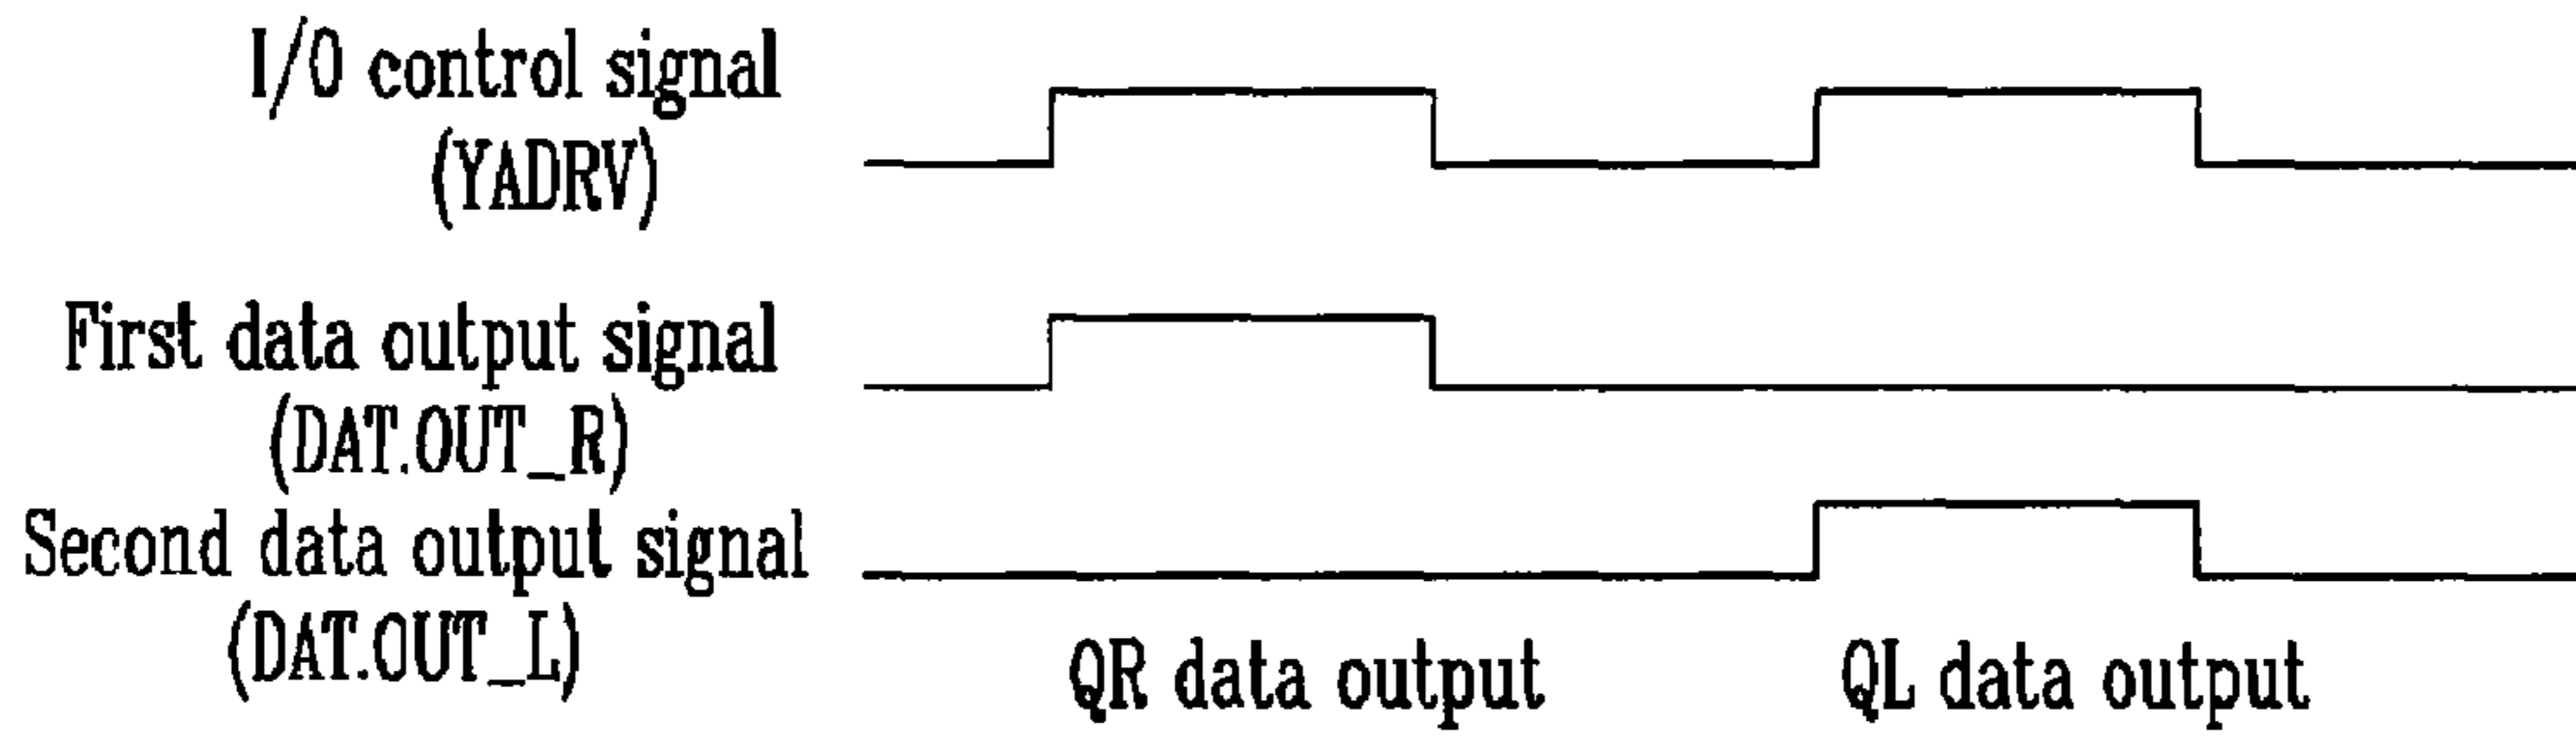 I/O control signal
(YADRV)
First data output signal
(DAT.OUT_R)
Second data output signal
(DAT.OUT_L)
QR data output
QL data output